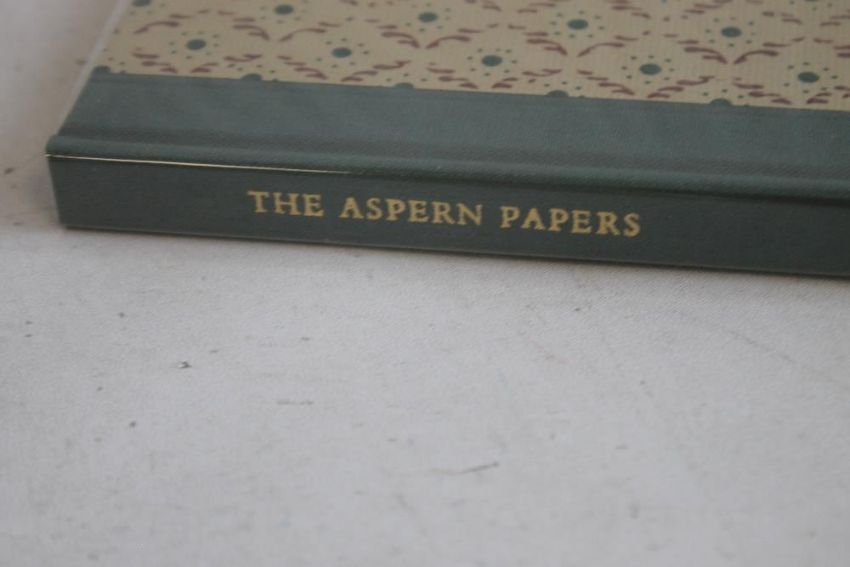 THE ASPERN PAPERS